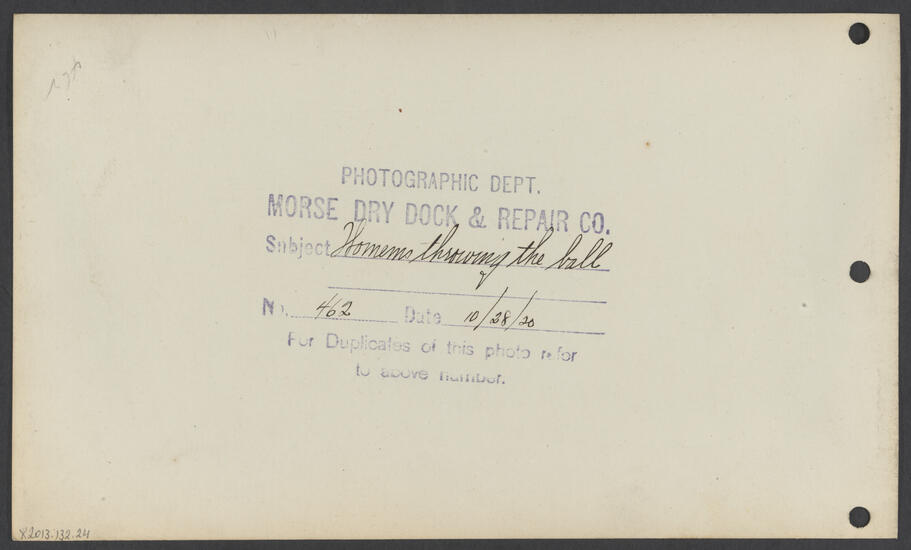 PHOTOGRAPHIC DEPT.
MORSE DRY DOCK & REPAIR CO.
Subject Womens throwing the ball
No. 462 Date 10/28/20
For Duplicates of this photo refer
to above number.
X2013.132.24